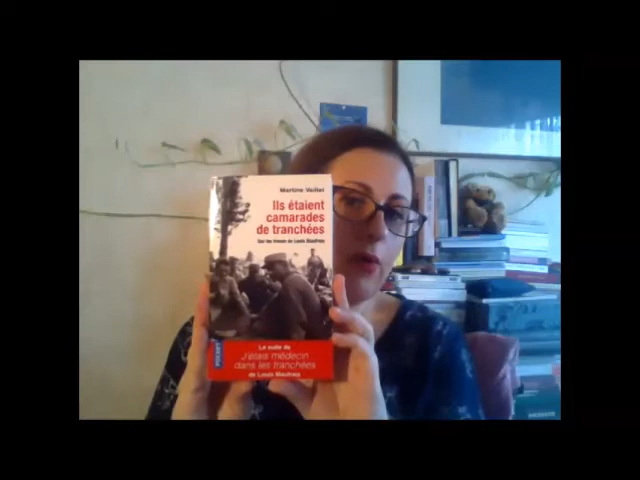 Martine Veillet
Ils étaient
camarades
de tranchées
Sur les traces de Louis Maufrais
POCKET
La suite de
J'étais médecin
dans les tranchées
de Louis Maufrais